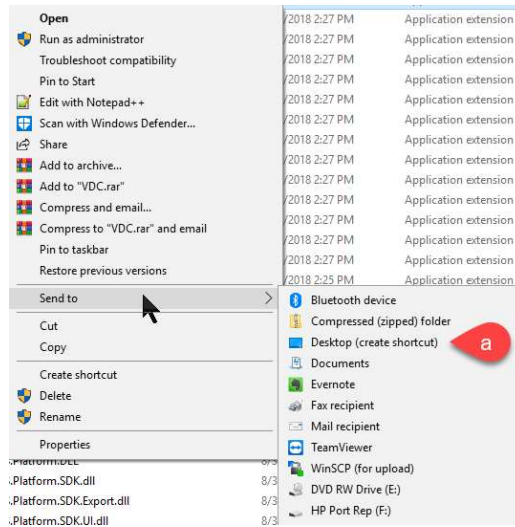 Open
Run as administrator
Troubleshoot compatibility
Pin to Start
Edit with Notepad++
Scan with Windows Defender...
Share
Add to archive...
Add to "VDC.rar"
Compress and email...
Compress to "VDC.rar" and email
Pin to taskbar
Restore previous versions
Send to
Cut
Copy
Create shortcut
Delete
Rename
Properties
/2018 2:27 PM Application extension
/2018 2:27 PM Application extension
/2018 2:27 PM Application extension
/2018 2:27 PM Application extension
/2018 2:27 PM Application extension
/2018 2:27 PM Application extension
/2018 2:27 PM Application extension
/2018 2:27 PM Application extension
/2018 2:27 PM Application extension
/2018 2:27 PM Application extension
/2018 2:27 PM Application extension
/2018 2:27 PM Application extension
/2018 2:27 PM Application extension
/2018 2:25 PM Application extension
Bluetooth device
Compressed (zipped) folder
Desktop (create shortcut)
a
Documents
Evernote
Fax recipient
Mail recipient
TeamViewer
WinSCP (for upload)
DVD RW Drive (E:)
HP Port Rep (F:)
.Platform.DLL 8/3
.Platform.SDK.dll 8/3
.Platform.SDK.Export.dll 8/3
.Platform.SDK.UI.dll 8/3